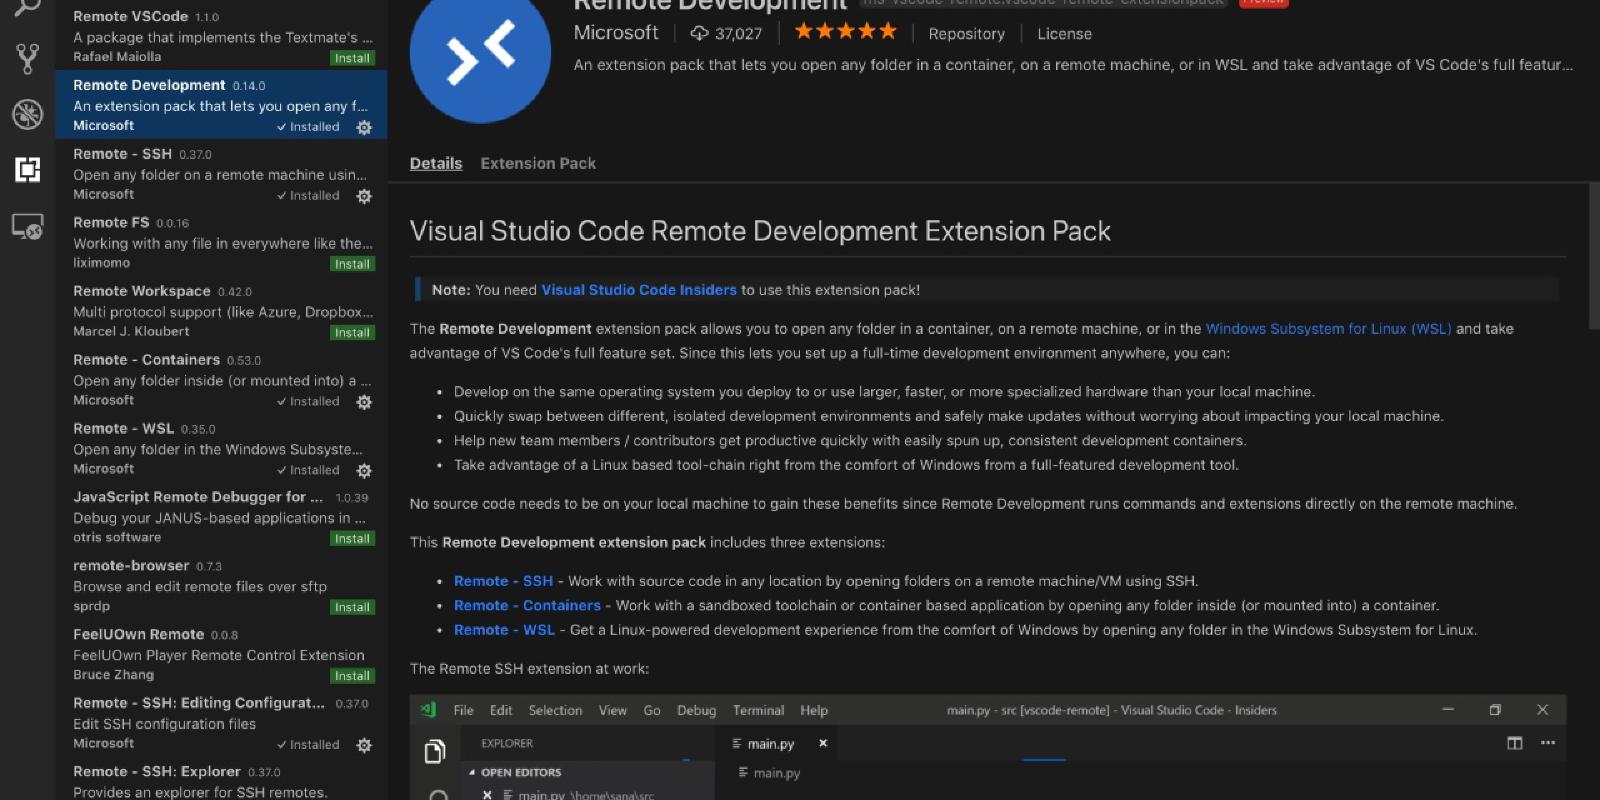 Remote VSCode 1.1.0
A package that implements the Textmate's ...
Rafael Maiolla Install
Remote Development 0.14.0
An extension pack that lets you open any f...
Microsoft ✓ Installed
Remote - SSH 0.37.0
Open any folder on a remote machine usin...
Microsoft ✓ Installed
Remote FS 0.0.16
Working with any file in everywhere like the...
liximomo Install
Remote Workspace 0.42.0
Multi protocol support (like Azure, Dropbox...
Marcel J. Kloubert Install
Remote - Containers 0.53.0
Open any folder inside (or mounted into) a ...
Microsoft ✓ Installed
Remote - WSL 0.35.0
Open any folder in the Windows Subsyste...
Microsoft ✓ Installed
JavaScript Remote Debugger for ... 1.0.39
Debug your JANUS-based applications in ...
otris software Install
remote-browser 0.7.3
Browse and edit remote files over sftp
sprdp Install
FeelUOwn Remote 0.0.8
FeelUOwn Player Remote Control Extension
Bruce Zhang Install
Remote - SSH: Editing Configurat... 0.37.0
Edit SSH configuration files
Microsoft ✓ Installed
Remote - SSH: Explorer 0.37.0
Provides an explorer for SSH remotes.
Remote Development ms-vscode-remote.vscode-remote-extensionpack Preview
Microsoft 37,027 Repository License
An extension pack that lets you open any folder in a container, on a remote machine, or in WSL and take advantage of VS Code's full featur...
Details Extension Pack
Visual Studio Code Remote Development Extension Pack
Note: You need Visual Studio Code Insiders to use this extension pack!
The Remote Development extension pack allows you to open any folder in a container, on a remote machine, or in the Windows Subsystem for Linux (WSL) and take
advantage of VS Code's full feature set. Since this lets you set up a full-time development environment anywhere, you can:
• Develop on the same operating system you deploy to or use larger, faster, or more specialized hardware than your local machine.
• Quickly swap between different, isolated development environments and safely make updates without worrying about impacting your local machine.
• Help new team members / contributors get productive quickly with easily spun up, consistent development containers.
• Take advantage of a Linux based tool-chain right from the comfort of Windows from a full-featured development tool.
No source code needs to be on your local machine to gain these benefits since Remote Development runs commands and extensions directly on the remote machine.
This Remote Development extension pack includes three extensions:
• Remote - SSH - Work with source code in any location by opening folders on a remote machine/VM using SSH.
• Remote - Containers - Work with a sandboxed toolchain or container based application by opening any folder inside (or mounted into) a container.
• Remote - WSL - Get a Linux-powered development experience from the comfort of Windows by opening any folder in the Windows Subsystem for Linux.
The Remote SSH extension at work:
File Edit Selection View Go Debug Terminal Help main.py - src [vscode-remote] - Visual Studio Code - Insiders
EXPLORER main.py
OPEN EDITORS main.py
main.py \home\sana\src